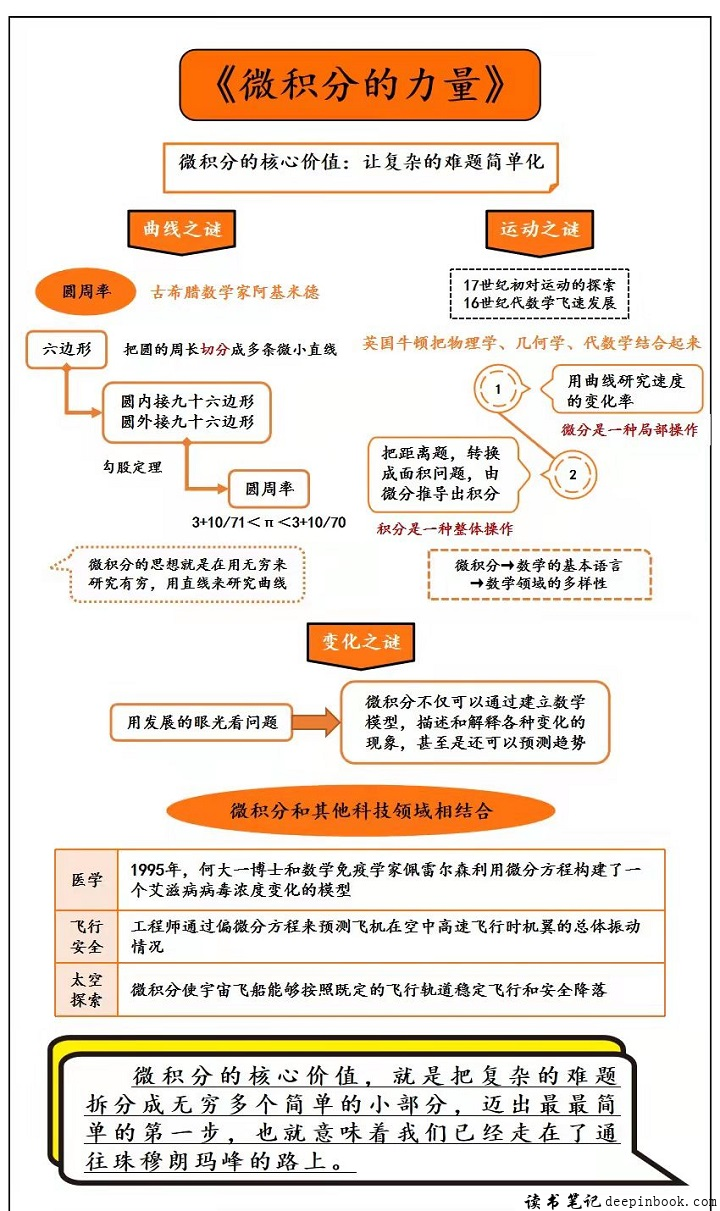 《微积分的力量》
微积分的核心价值：让复杂的难题简单化
曲线之谜
圆周率
古希腊数学家阿基米德
六边形
把圆的周长切分成多条微小直线
圆内接九十六边形
圆外接九十六边形
勾股定理
圆周率
3+10/71＜π＜3+10/70
微积分的思想就是在用无穷来
研究有穷，用直线来研究曲线
运动之谜
17世纪初对运动的探索
16世纪代数学飞速发展
英国牛顿把物理学、几何学、代数学结合起来
1
用曲线研究速度
的变化率
微分是一种局部操作
把距离题，转换
成面积问题，由
微分推导出积分
2
积分是一种整体操作
微积分→数学的基本语言
→数学领域的多样性
变化之谜
用发展的眼光看问题
微积分不仅可以通过建立数学
模型，描述和解释各种变化的
现象，甚至是还可以预测趋势
微积分和其他科技领域相结合
医学
1995年，何大一博士和数学免疫学家佩雷尔森利用微分方程构建了一
个艾滋病病毒浓度变化的模型
飞行
安全
工程师通过偏微分方程来预测飞机在空中高速飞行时机翼的总体振动
情况
太空
探索
微积分使宇宙飞船能够按照既定的飞行轨道稳定飞行和安全降落
微积分的核心价值，就是把复杂的难题
拆分成无穷多个简单的小部分，迈出最最简
单的第一步，也就意味着我们已经走在了通
往珠穆朗玛峰的路上。
读书笔记deepinbook.com